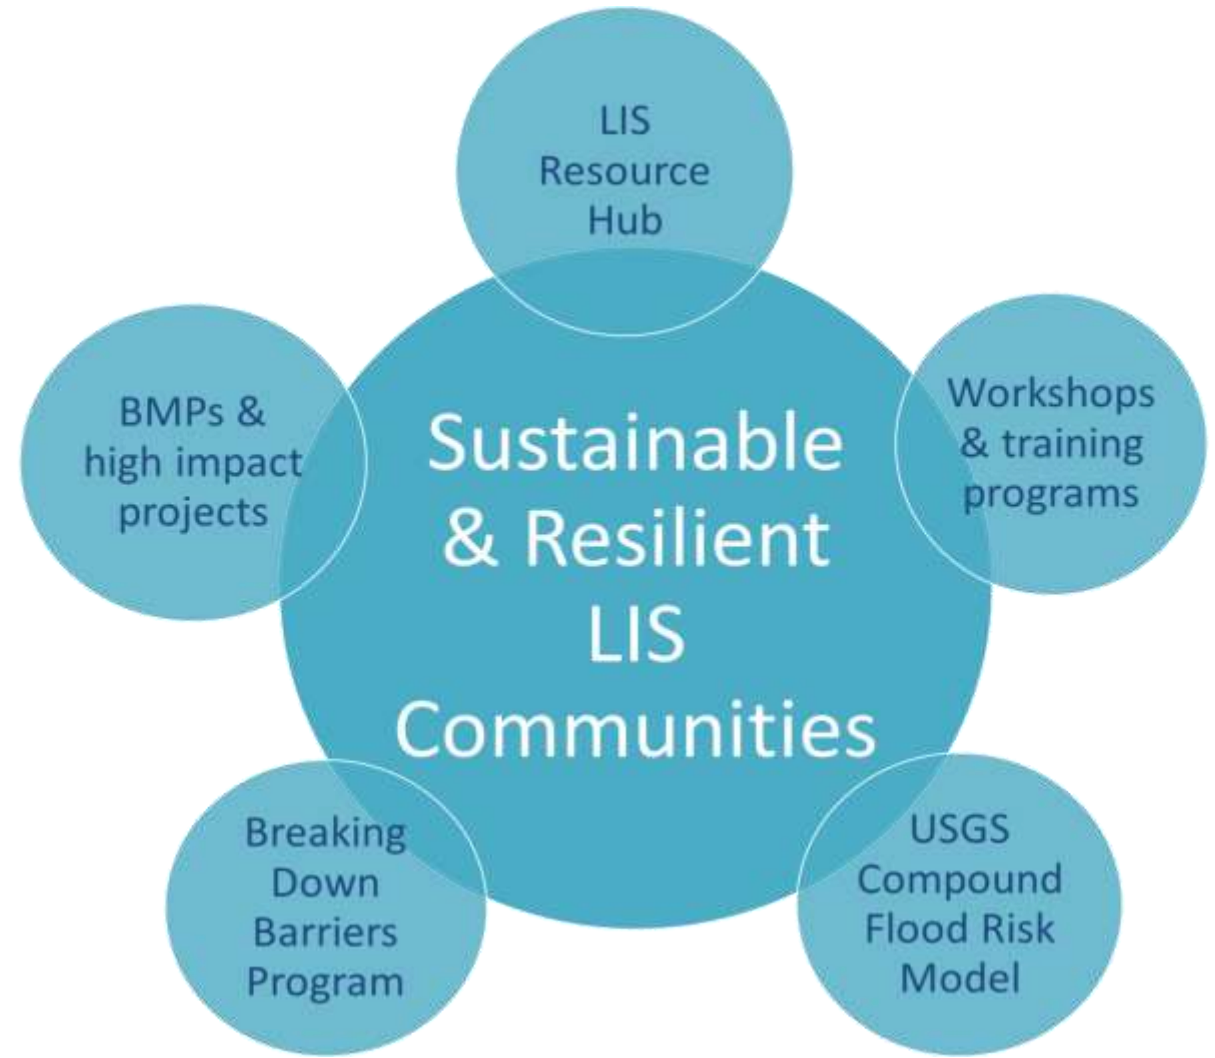 LIS
Resource
Hub
Workshops
& training
programs
USGS
Compound
Flood Risk
Model
Breaking
Down
Barriers
Program
BMPs &
high impact
projects
Sustainable
& Resilient
LIS
Communities